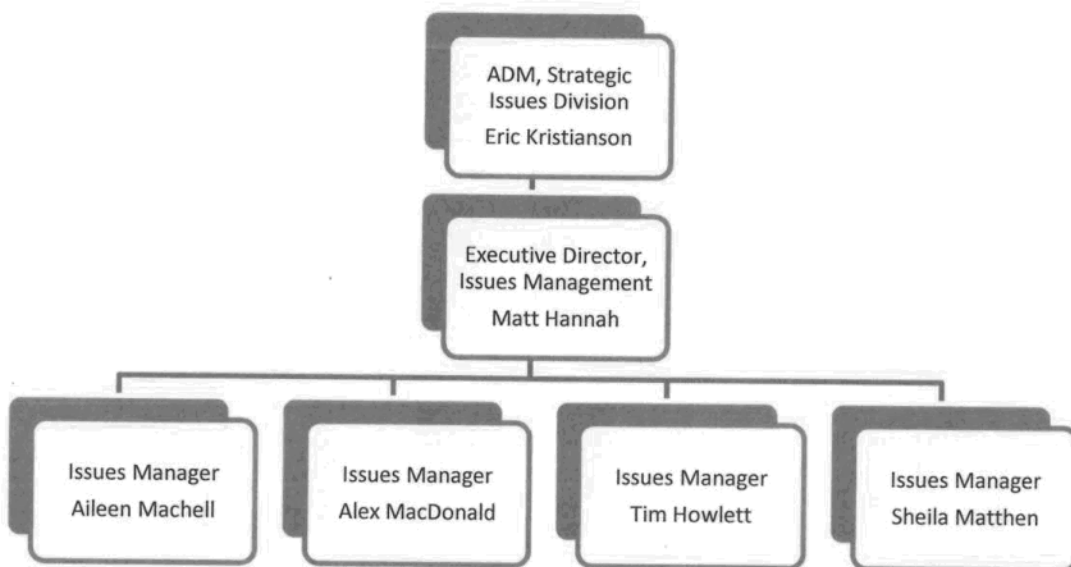 ADM, Strategic
Issues Division
Eric Kristianson
Executive Director,
Issues Management
Matt Hannah
Issues Manager
Aileen Machell
Issues Manager
Alex MacDonald
Issues Manager
Tim Howlett
Issues Manager
Sheila Matthen